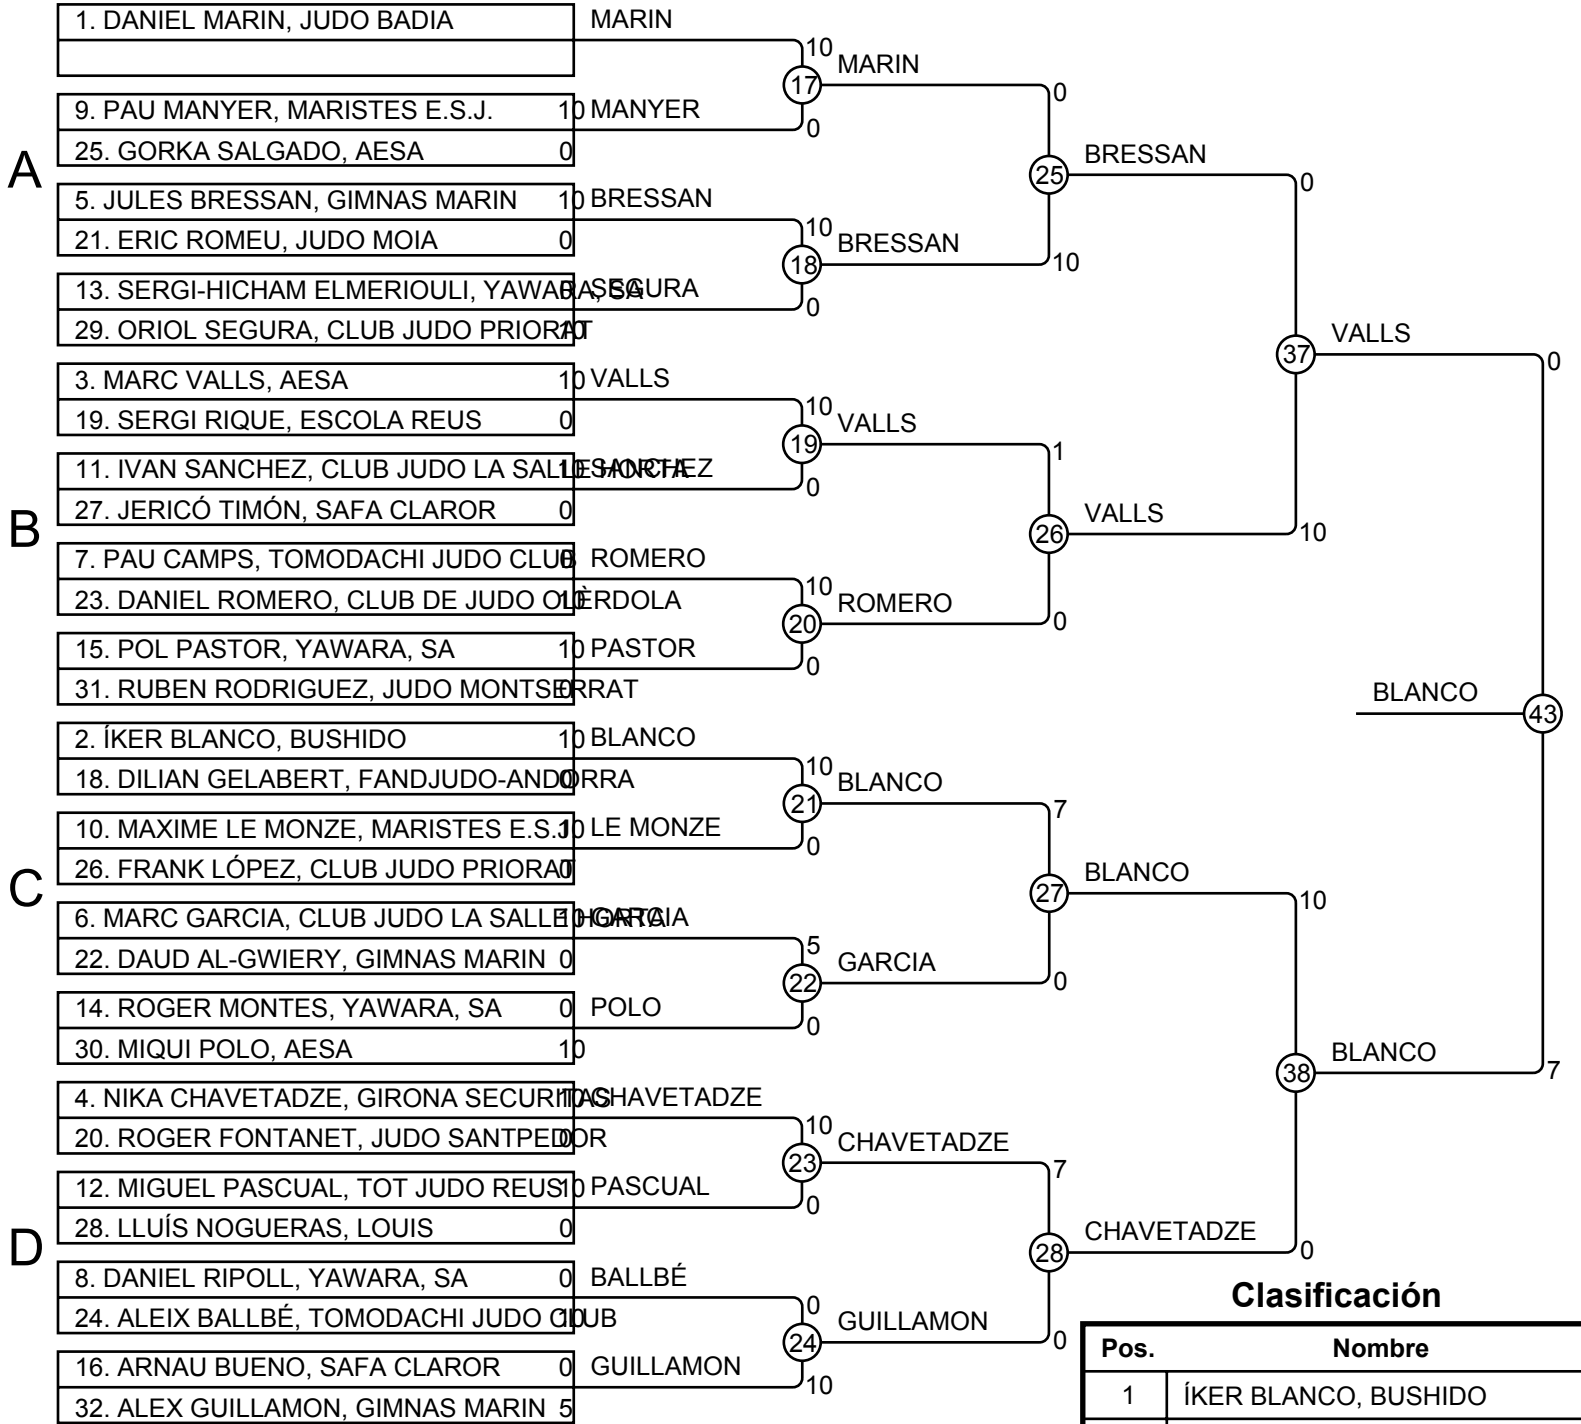 1. DANIEL MARIN, JUDO BADIA MARIN
10
17 MARIN
9. PAU MANYER, MARISTES E.S.J. 10 MANYER
0
25. GORKA SALGADO, AESA 0
A
0
25 BRESSAN
10
5. JULES BRESSAN, GIMNAS MARIN 10 BRESSAN
21. ERIC ROMEU, JUDO MOIA 0
10
18 BRESSAN
0
13. SERGI-HICHAM ELMERIOULI, YAWARA, SA 0 SEGURA
29. ORIOL SEGURA, CLUB JUDO PRIORAT 10
0
37 VALLS
10
3. MARC VALLS, AESA 10 VALLS
19. SERGI RIQUE, ESCOLA REUS 0
10
19 VALLS
0
11. IVAN SANCHEZ, CLUB JUDO LA SALLE HORTA 10 SANCHEZ
27. JERICÓ TIMÓN, SAFA CLAROR 0
B
1
26 VALLS
0
7. PAU CAMPS, TOMODACHI JUDO CLUB 0 ROMERO
23. DANIEL ROMERO, CLUB DE JUDO OLÈRDOLA 10
10
20 ROMERO
0
15. POL PASTOR, YAWARA, SA 10 PASTOR
31. RUBEN RODRIGUEZ, JUDO MONTSERRAT 0
0
BLANCO 43
7
2. ÍKER BLANCO, BUSHIDO 10 BLANCO
18. DILIAN GELABERT, FANDJUDO-ANDORRA 0
10
21 BLANCO
0
10. MAXIME LE MONZE, MARISTES E.S.J. 10 LE MONZE
26. FRANK LÓPEZ, CLUB JUDO PRIORAT 0
C
7
27 BLANCO
0
6. MARC GARCIA, CLUB JUDO LA SALLE HORTA 10 GARCIA
22. DAUD AL-GWIERY, GIMNAS MARIN 0
5
22 GARCIA
0
14. ROGER MONTES, YAWARA, SA 0 POLO
30. MIQUI POLO, AESA 10
10
38 BLANCO
0
4. NIKA CHAVETADZE, GIRONA SECURITAS 10 CHAVETADZE
20. ROGER FONTANET, JUDO SANTPEDOR 0
10
23 CHAVETADZE
0
12. MIGUEL PASCUAL, TOT JUDO REUS 10 PASCUAL
28. LLUÍS NOGUERAS, LOUIS 0
D
7
28 CHAVETADZE
0
8. DANIEL RIPOLL, YAWARA, SA 0 BALLBÉ
24. ALEIX BALLBÉ, TOMODACHI JUDO CLUB 10
0
24 GUILLAMON
10
16. ARNAU BUENO, SAFA CLAROR 0 GUILLAMON
32. ALEX GUILLAMON, GIMNAS MARIN 5
Clasificación
Pos. Nombre
1 ÍKER BLANCO, BUSHIDO